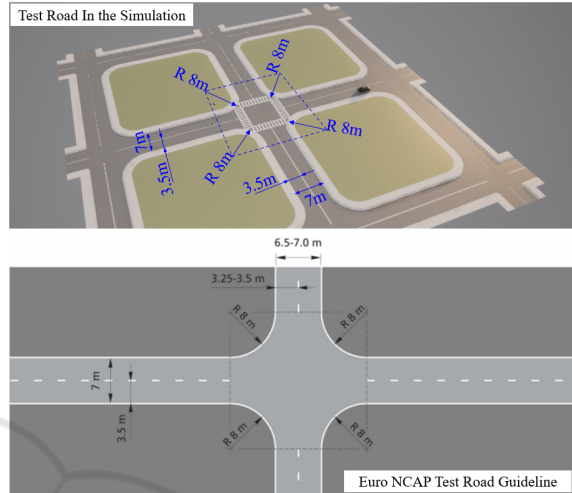 Test Road In the Simulation
R 8m
R 8m
R 8m
R 8m
7m
3.5m
3.5m
7m
6.5-7.0 m
3.25-3.5 m
R 8 m
R 8 m
7 m
3.5 m
R 8 m
R 8 m
Euro NCAP Test Road Guideline